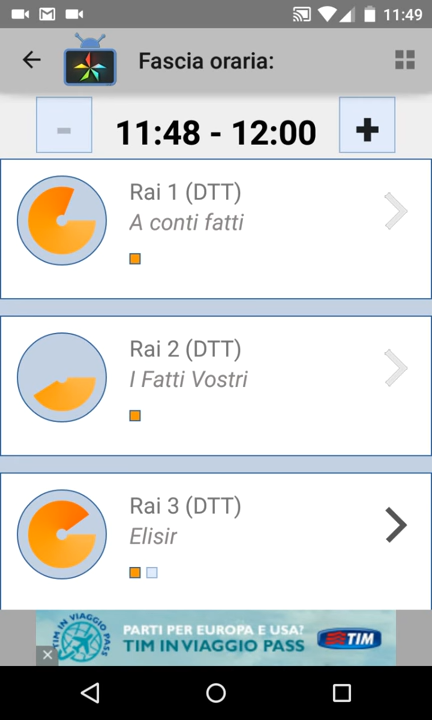 11:49
Fascia oraria:
- 11:48 - 12:00 +
Rai 1 (DTT)
A conti fatti
Rai 2 (DTT)
I Fatti Vostri
Rai 3 (DTT)
Elisir
TIM IN VIAGGIO PASS
PARTI PER EUROPA E USA?
TIM IN VIAGGIO PASS
TIM